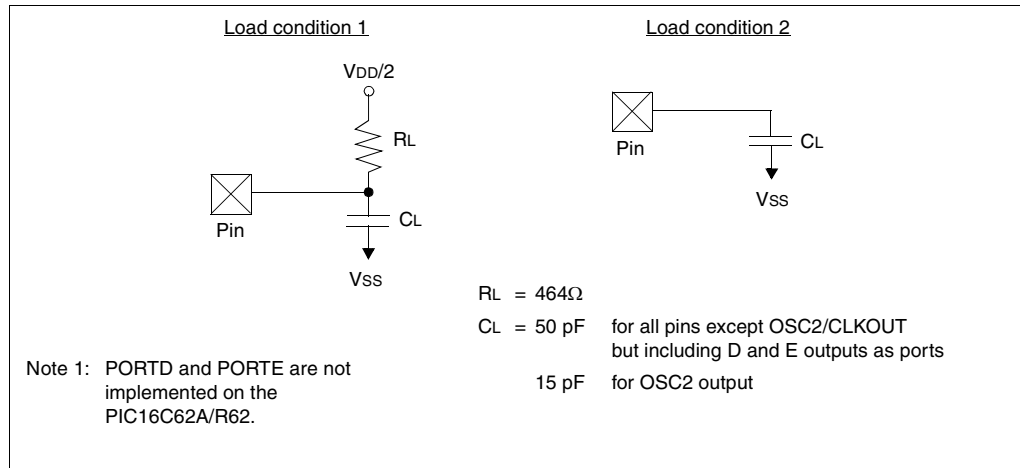 Load condition 1
VDD/2
RL
Pin
CL
VSS
Load condition 2
Pin
CL
VSS
RL = 464Ω
CL = 50 pF for all pins except OSC2/CLKOUT
but including D and E outputs as ports
15 pF for OSC2 output
Note 1: PORTD and PORTE are not
implemented on the
PIC16C62A/R62.